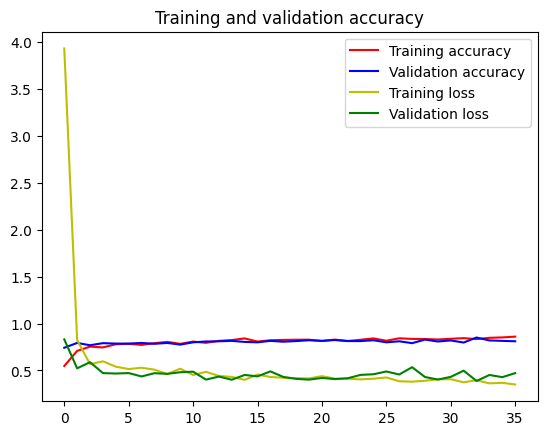 Training and validation accuracy
4.0
3.5
3.0
2.5
2.0
1.5
1.0
0.5
Training accuracy
Validation accuracy
Training loss
Validation loss
0 5 10 15 20 25 30 35